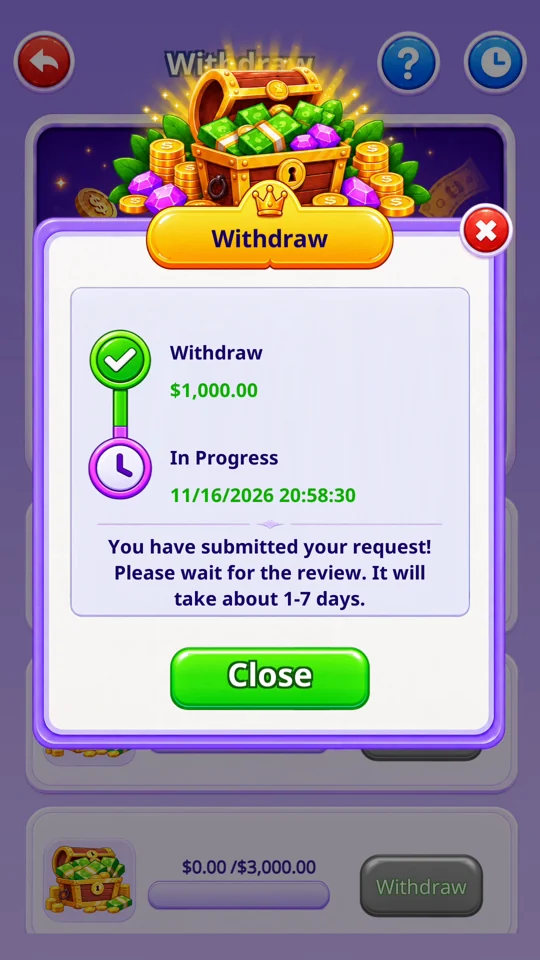 Withdraw
?
Withdraw
Withdraw
$1,000.00
In Progress
11/16/2026 20:58:30
You have submitted your request!
Please wait for the review. It will
take about 1-7 days.
Close
$0.00 /$3,000.00
Withdraw